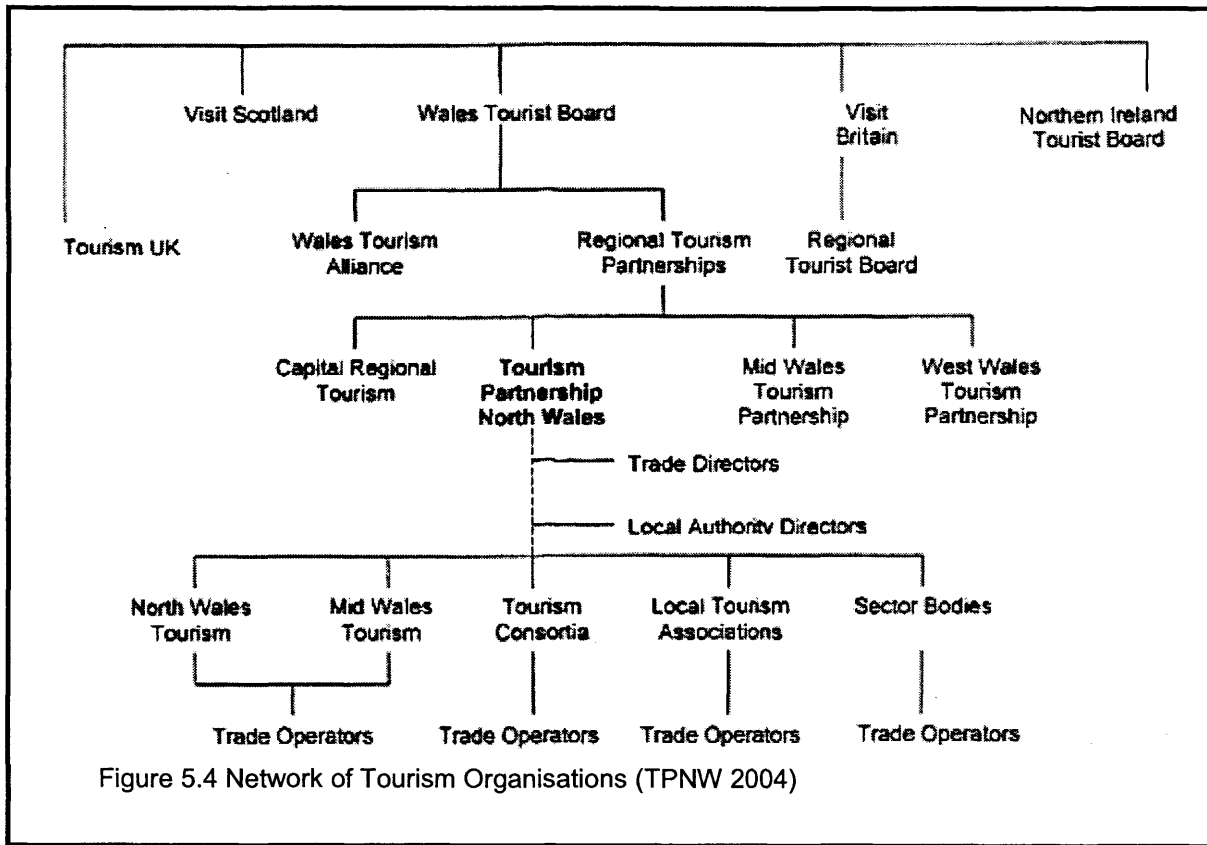 Visit Scotland
Wales Tourist Board
Visit
Britain
Northern Ireland
Tourist Board
Tourism UK
Wales Tourism
Alliance
Regional Tourism
Partnerships
Regional
Tourist Board
Capital Regional
Tourism
Tourism
Partnership
North Wales
Mid Wales
Tourism
Partnership
West Wales
Tourism
Partnership
Trade Directors
Local Authority Directors
North Wales
Tourism
Mid Wales
Tourism
Tourism
Consortia
Local Tourism
Associations
Sector Bodies
Trade Operators
Trade Operators
Trade Operators
Trade Operators
Figure 5.4 Network of Tourism Organisations (TPNW 2004)